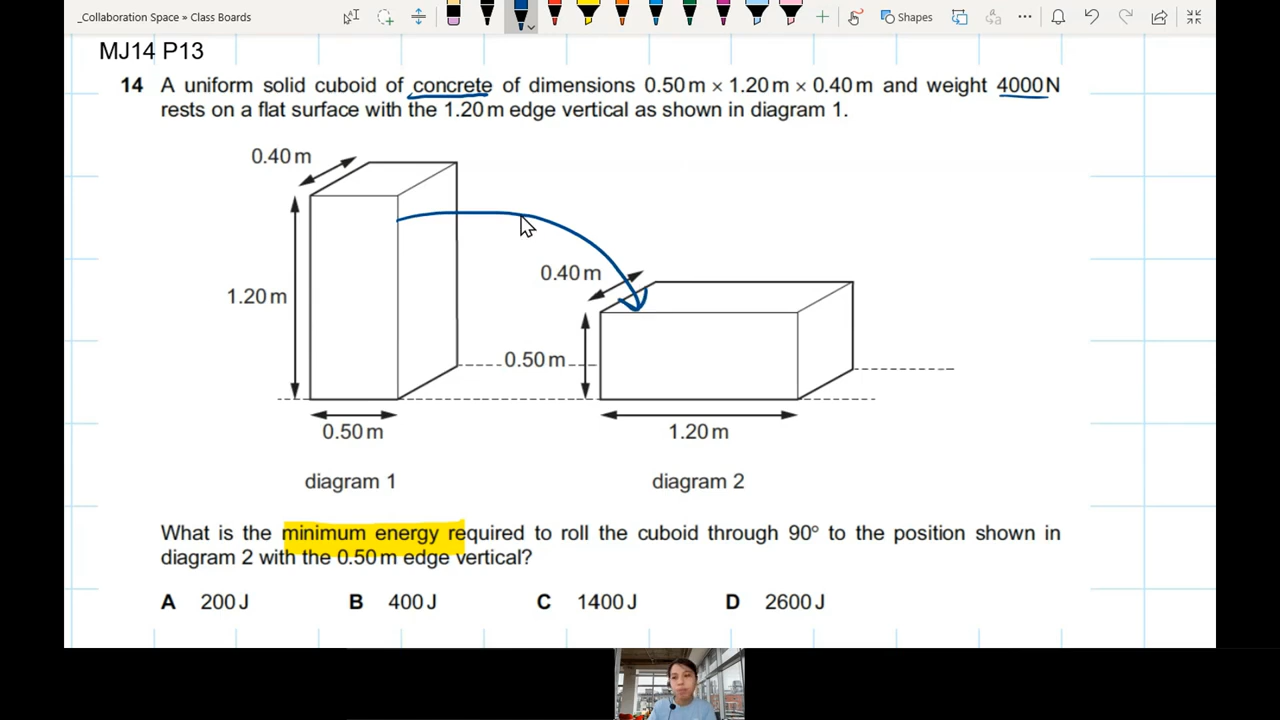 _Collaboration Space » Class Boards
Shapes
MJ14 P13
14 A uniform solid cuboid of concrete of dimensions 0.50 m × 1.20 m × 0.40 m and weight 4000 N
rests on a flat surface with the 1.20 m edge vertical as shown in diagram 1.
0.40 m
0.40 m
1.20 m
0.50 m
0.50 m
1.20 m
diagram 1
diagram 2
What is the minimum energy required to roll the cuboid through 90° to the position shown in
diagram 2 with the 0.50 m edge vertical?
A 200 J B 400 J C 1400 J D 2600 J